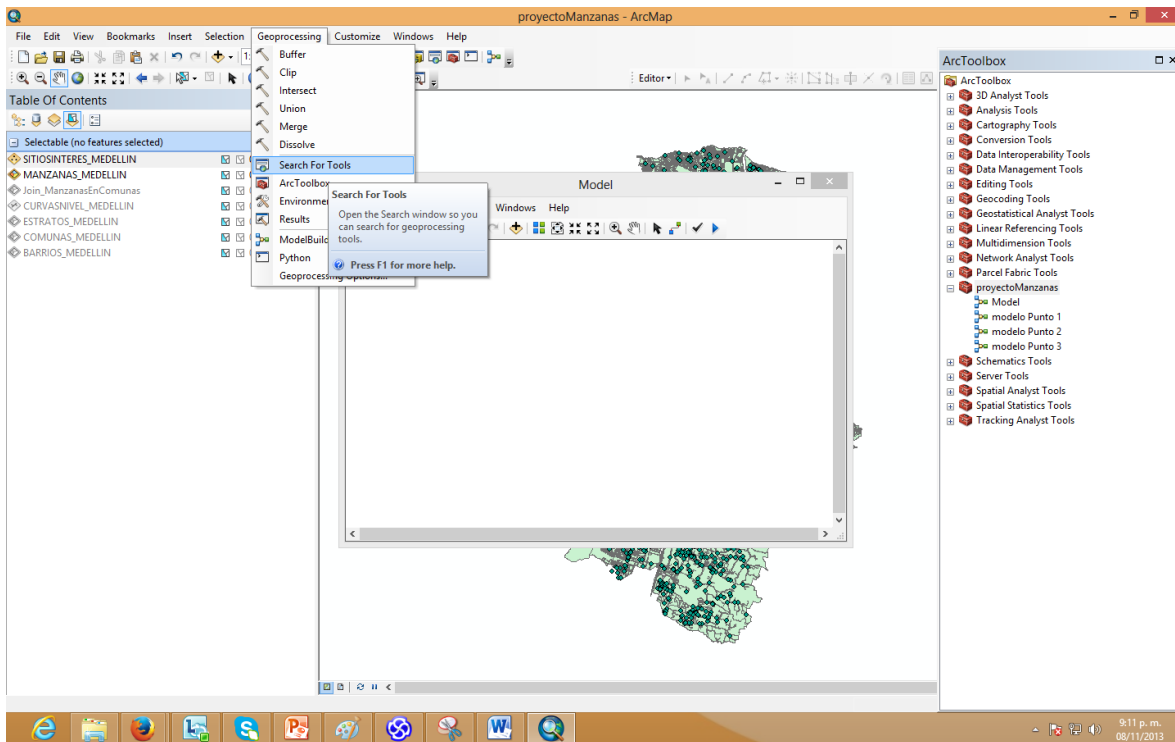 proyectoManzanas - ArcMap
File Edit View Bookmarks Insert Selection Geoprocessing Customize Windows Help
Editor
Table Of Contents
Selectable (no features selected)
SITIOSINTERES_MEDELLIN
MANZANAS_MEDELLIN
Join_ManzanasEnComunas
CURVASNIVEL_MEDELLIN
ESTRATOS_MEDELLIN
COMUNAS_MEDELLIN
BARRIOS_MEDELLIN
Buffer
Clip
Intersect
Union
Merge
Dissolve
Search For Tools
ArcToolbox
Environme
Results
ModelBuild
Python
Geoprocessing Options...
Search For Tools
Open the Search window so you
can search for geoprocessing
tools.
Press F1 for more help.
Model
Windows Help
ArcToolbox
ArcToolbox
3D Analyst Tools
Analysis Tools
Cartography Tools
Conversion Tools
Data Interoperability Tools
Data Management Tools
Editing Tools
Geocoding Tools
Geostatistical Analyst Tools
Linear Referencing Tools
Multidimension Tools
Network Analyst Tools
Parcel Fabric Tools
proyectoManzanas
Model
modelo Punto 1
modelo Punto 2
modelo Punto 3
Schematics Tools
Server Tools
Spatial Analyst Tools
Spatial Statistics Tools
Tracking Analyst Tools
9:11 p. m.
08/11/2013